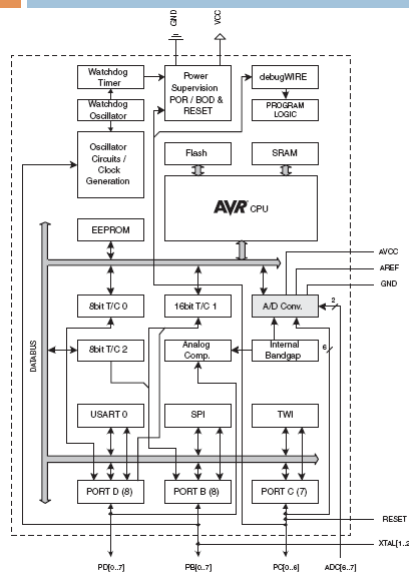 GND
VCC
Watchdog
Timer
Watchdog
Oscillator
Oscillator
Circuits /
Clock
Generation
Power
Supervision
POR / BOD &
RESET
debugWIRE
PROGRAM
LOGIC
Flash
SRAM
AVR CPU
EEPROM
AVCC
AREF
GND
8bit T/C 0
16bit T/C 1
A/D Conv.
2
DATABUS
8bit T/C 2
Analog
Comp.
Internal
Bandgap
6
USART 0
SPI
TWI
PORT D (8)
PORT B (8)
PORT C (7)
RESET
XTAL[1..2]
PD[0..7]
PB[0..7]
PC[0..6]
ADC[6..7]